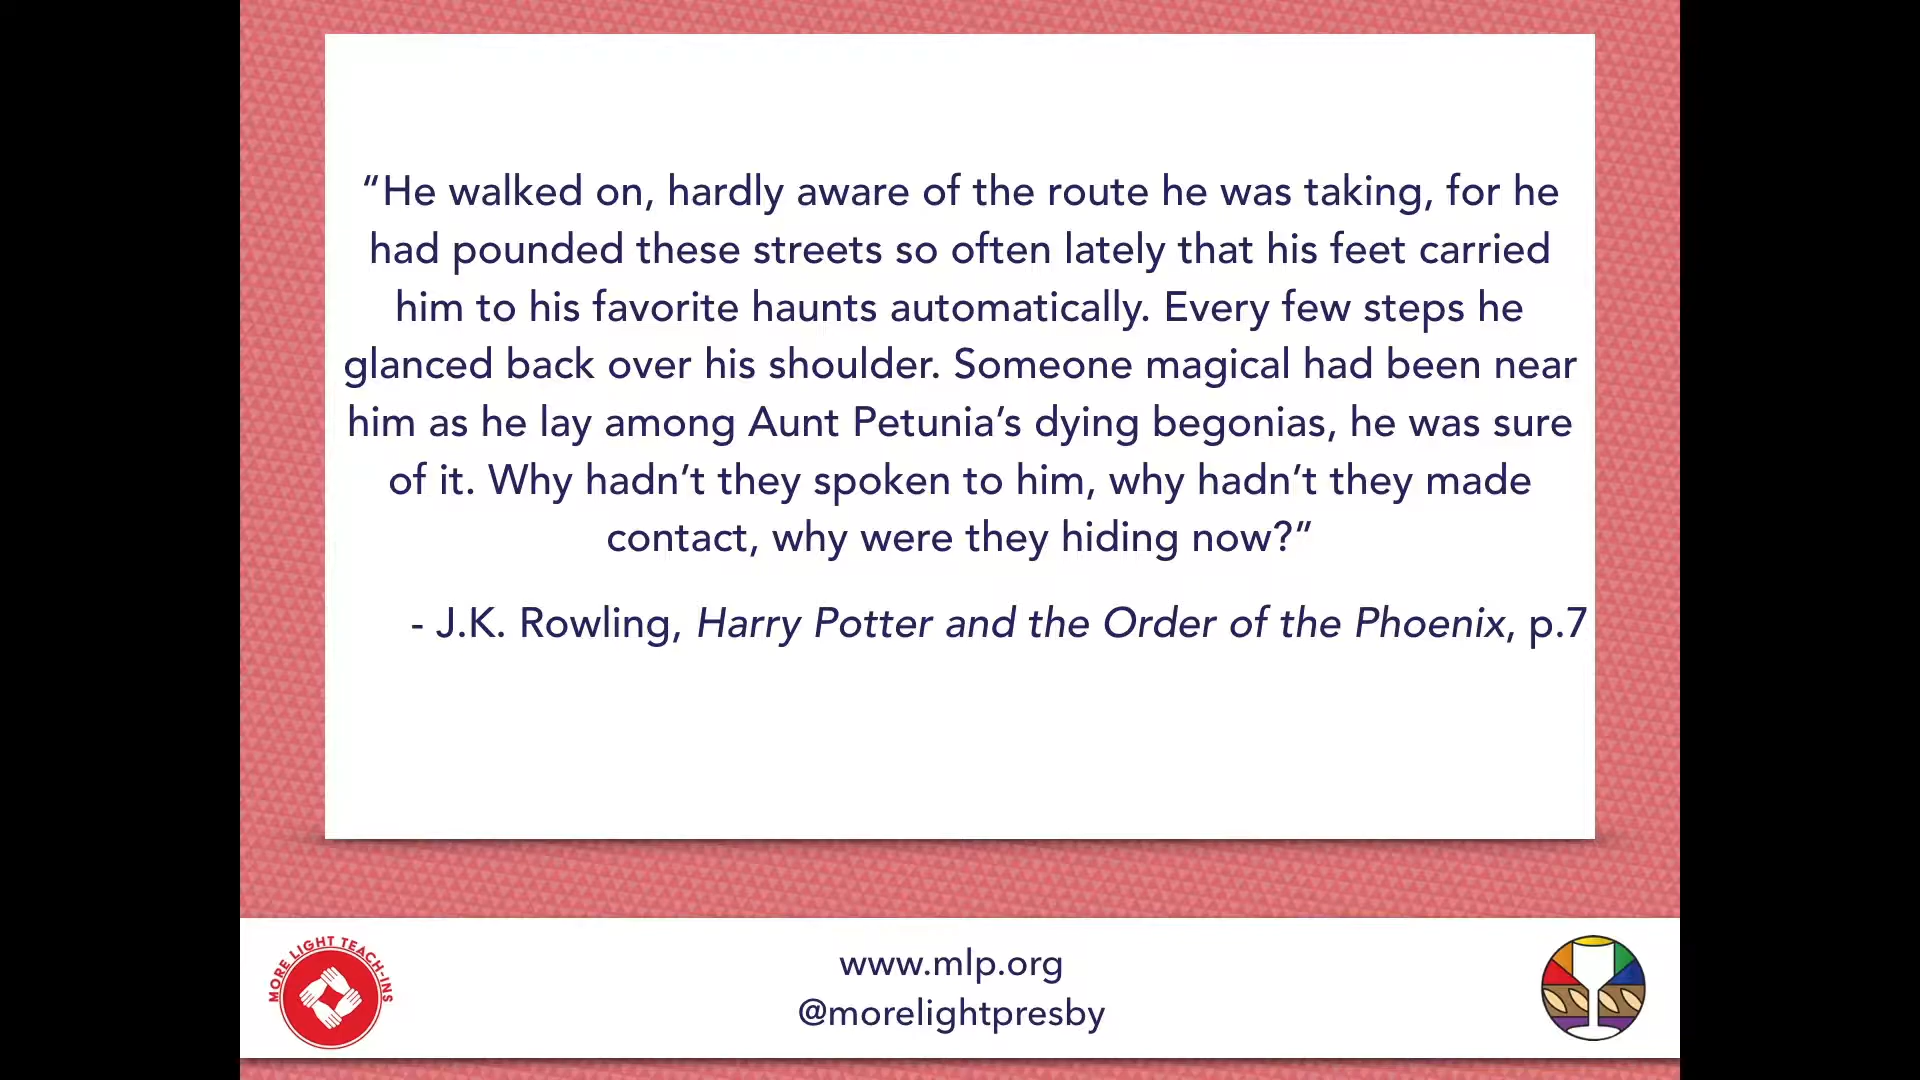 “He walked on, hardly aware of the route he was taking, for he
had pounded these streets so often lately that his feet carried
him to his favorite haunts automatically. Every few steps he
glanced back over his shoulder. Someone magical had been near
him as he lay among Aunt Petunia’s dying begonias, he was sure
of it. Why hadn’t they spoken to him, why hadn’t they made
contact, why were they hiding now?”
- J.K. Rowling, Harry Potter and the Order of the Phoenix, p.7
MORE LIGHT TEACH-INS
www.mlp.org
@morelightpresby